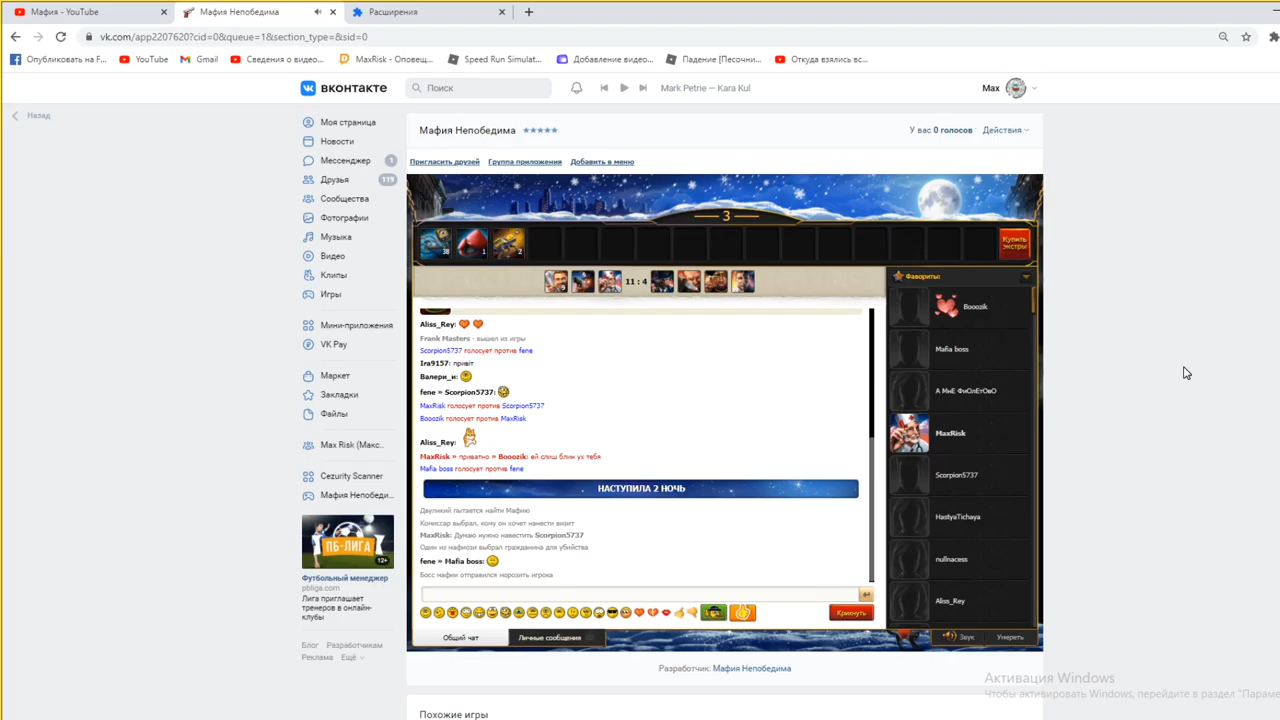 Мафия - YouTube
Мафия Непобедима
Расширения
vk.com/app2207620?cid=0&queue=1&section_type=&sid=0
Опубликовать на F...
YouTube
Gmail
Сведения о видео...
MaxRisk - Оповещ...
Speed Run Simulat...
Добавление видео...
Падение [Песочни...
Откуда взялись вс...
вконтакте
Поиск
Mark Petrie — Kara Kul
Max
Назад
Моя страница
Новости
Мессенджер 1
Друзья 119
Сообщества
Фотографии
Музыка
Видео
Клипы
Игры
Мини-приложения
VK Pay
Маркет
Закладки
Файлы
Max Risk (Макс...
Cezurity Scanner
Мафия Непобеди...
ПБ-ЛИГА
12+
Футбольный менеджер
pbliga.com
Лига приглашает
тренеров в онлайн-
клубы
Блог Разработчикам
Реклама Ещё
Мафия Непобедима
У вас 0 голосов
Действия
Пригласить друзей Группа приложения Добавить в меню
3
38 1 2
Купить
экстры
9
11 : 4
Aliss_Rey:
Frank Masters - вышел из игры
Scorpion5737 голосует против fene
Ira9157: привіт
Валери_и:
fene » Scorpion5737:
MaxRisk голосует против Scorpion5737
Booozik голосует против MaxRisk
Aliss_Rey:
MaxRisk » приватно » Booozik: ей слиш блин ух тебя
Mafia boss голосует против fene
НАСТУПИЛА 2 НОЧЬ
Двуликий пытается найти Мафию
Комиссар выбрал, кому он хочет нанести визит
MaxRisk: Думаю нужно навестить Scorpion5737
Один из мафиози выбрал гражданина для убийства
fene » Mafia boss:
Босс мафии отправился морозить игрока
Крикнуть
Общий чат
Личные сообщения
Фавориты:
Booozik
Mafia boss
А МнЕ ФиОлЕтОвО
MaxRisk
Scorpion5737
HastyaTichaya
nullnacess
Aliss_Rey
Звук
Умереть
Разработчик: Мафия Непобедима
Похожие игры
Активация Windows
Чтобы активировать Windows, перейдите в раздел "Параме